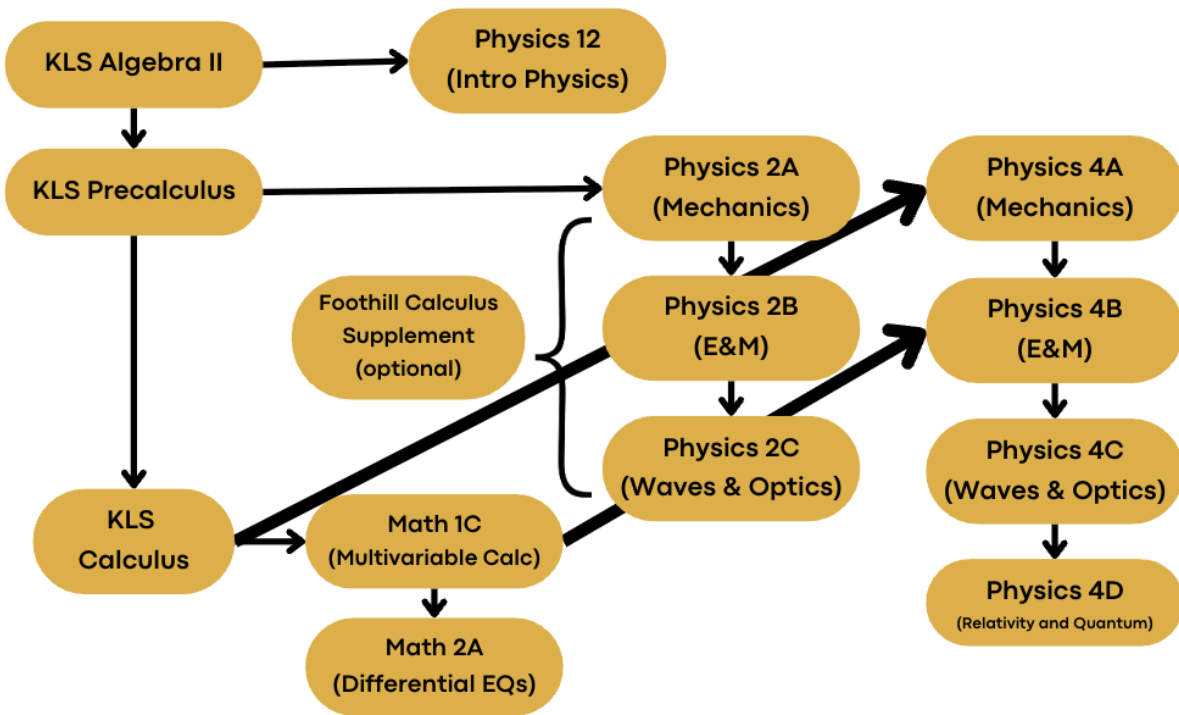 KLS Algebra II
Physics 12
(Intro Physics)
KLS Precalculus
Physics 2A
(Mechanics)
Physics 4A
(Mechanics)
Foothill Calculus
Supplement
(optional)
Physics 2B
(E&M)
Physics 4B
(E&M)
Physics 2C
(Waves & Optics)
Physics 4C
(Waves & Optics)
KLS
Calculus
Math 1C
(Multivariable Calc)
Physics 4D
(Relativity and Quantum)
Math 2A
(Differential EQs)